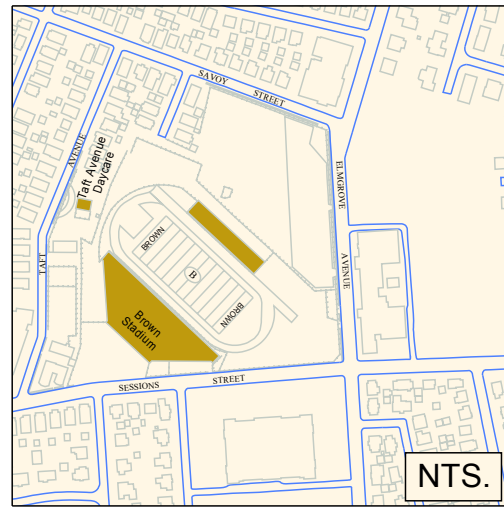 SAVOY
STREET
AVENUE
Taft Avenue
Daycare
ELMGROVE
BROWN
B
TAFT
AVENUE
BROWN
Brown
Stadium
SESSIONS
STREET
NTS.